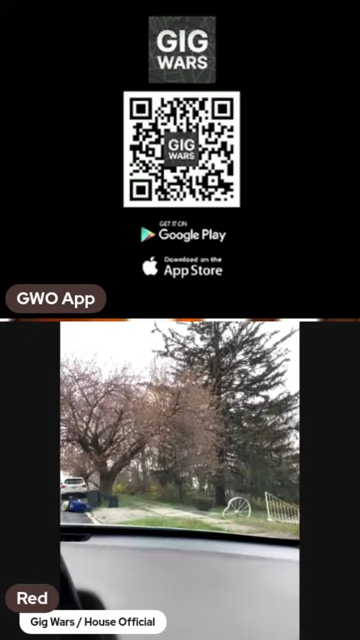 GIG
WARS
GIG
WARS
GET IT ON
Google Play
Download on the
App Store
GWO App
Red
Gig Wars / House Official